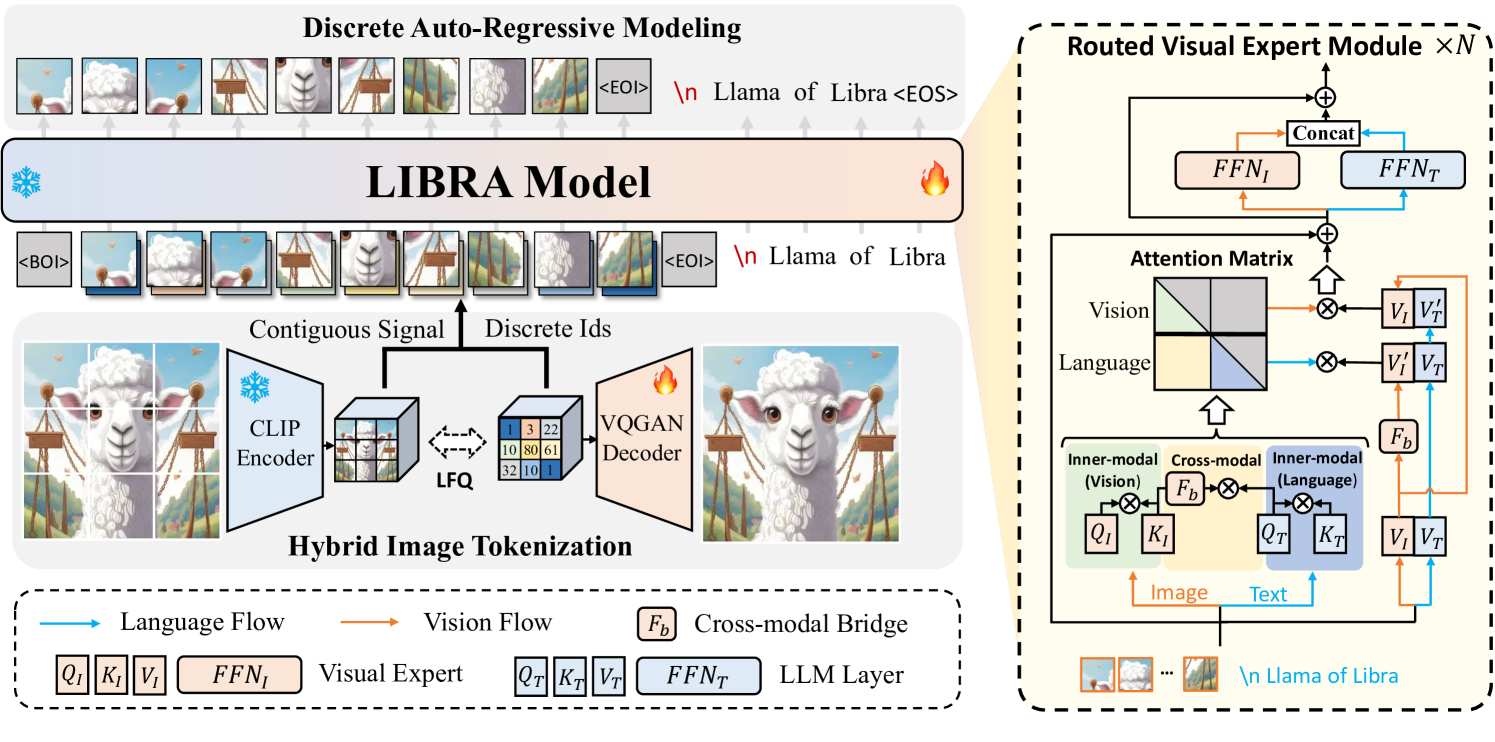 Discrete Auto-Regressive Modeling
<EOI> \n Llama of Libra <EOS>
LIBRA Model
<BOI> <EOI> \n Llama of Libra
Contiguous Signal Discrete Ids
CLIP Encoder
LFQ
1 3 22
10 80 61
32 10 1
VQGAN Decoder
Hybrid Image Tokenization
Language Flow Vision Flow F_b Cross-modal Bridge
Q_I K_I V_I FFN_I Visual Expert Q_T K_T V_T FFN_T LLM Layer
Routed Visual Expert Module ×N
Concat
FFN_I FFN_T
Attention Matrix
Vision V_I V_T'
Language V_I' V_T
F_b
Inner-modal (Vision) Cross-modal Inner-modal (Language)
F_b
Q_I K_I Q_T K_T V_I V_T
Image Text
... \n Llama of Libra